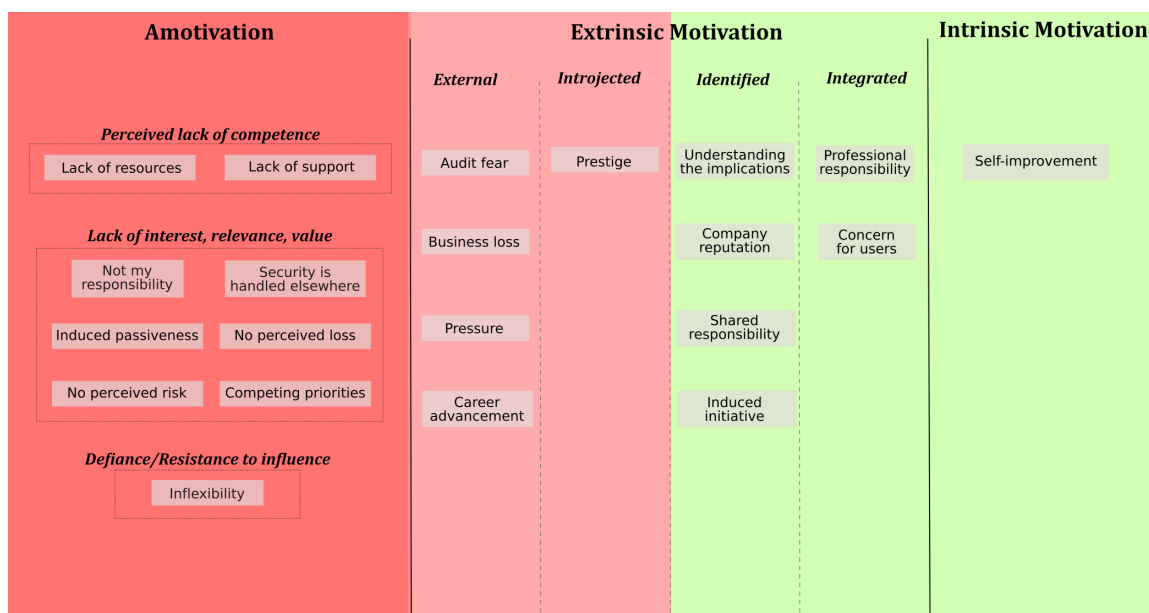 Amotivation
Extrinsic Motivation
Intrinsic Motivation
External
Introjected
Identified
Integrated
Perceived lack of competence
Lack of resources
Lack of support
Audit fear
Prestige
Understanding
the implications
Professional
responsibility
Self-improvement
Lack of interest, relevance, value
Business loss
Company
reputation
Concern
for users
Not my
responsibility
Security is
handled elsewhere
Induced passiveness
No perceived loss
Pressure
Shared
responsibility
No perceived risk
Competing priorities
Career
advancement
Induced
initiative
Defiance/Resistance to influence
Inflexibility